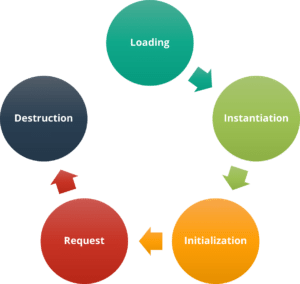 Loading
Instantiation
Initialization
Request
Destruction